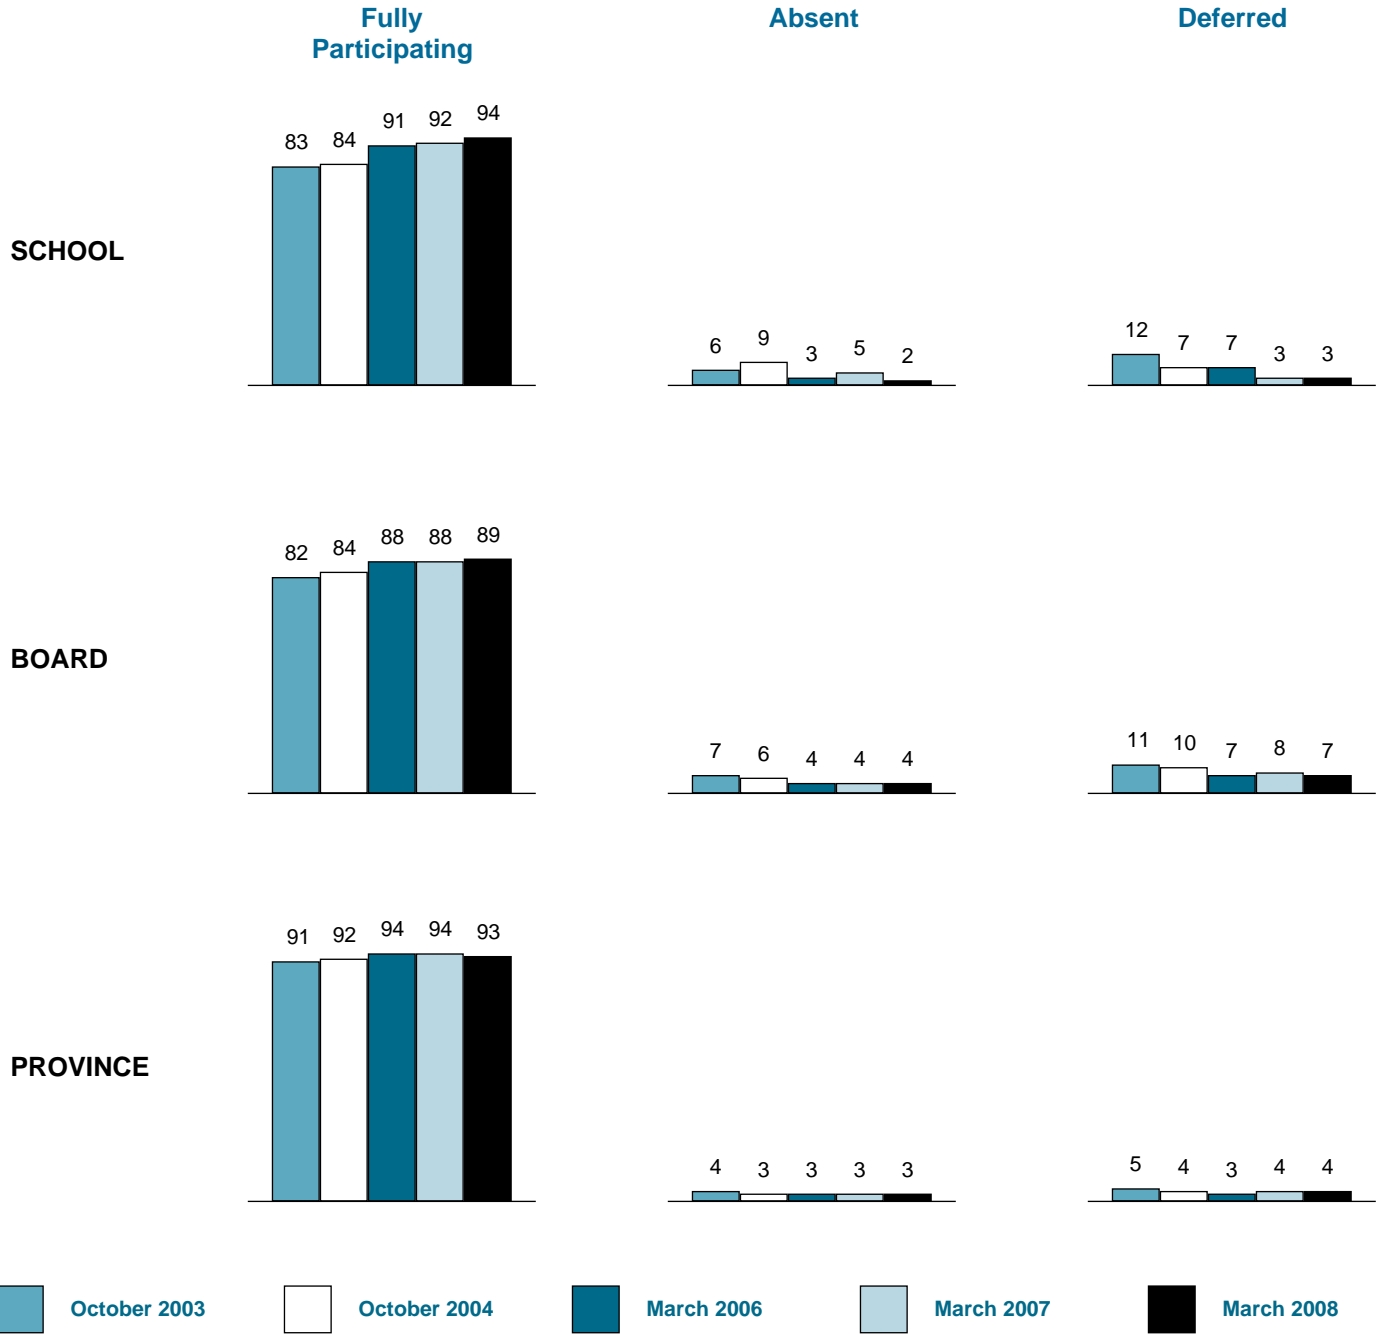 Fully
Participating
Absent
Deferred
83 84 91 92 94
6 9 3 5 2
12 7 7 3 3
SCHOOL
82 84 88 88 89
7 6 4 4 4
11 10 7 8 7
BOARD
91 92 94 94 93
4 3 3 3 3
5 4 3 4 4
PROVINCE
October 2003
October 2004
March 2006
March 2007
March 2008